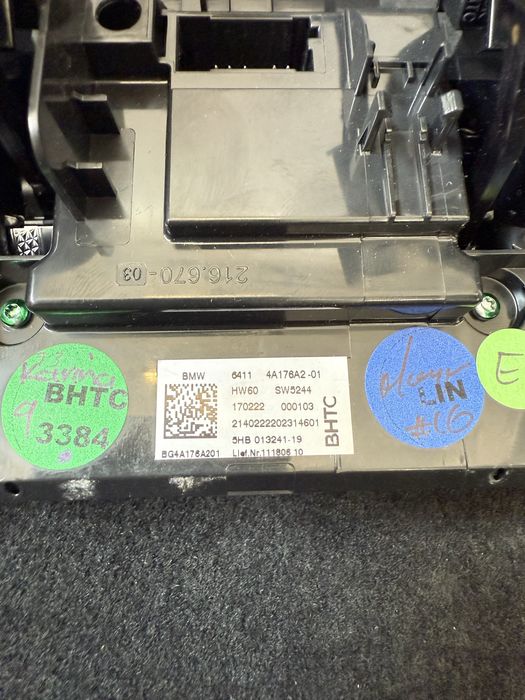 216.670-03
BHTC
3384
BMW 6411 4A176A2-01
HW60 SW5244
170222 000103
2140222202314601
5HB 013241-19
BG4A176A201 Lief.Nr.111806 10
BHTC
LIN
#16
E